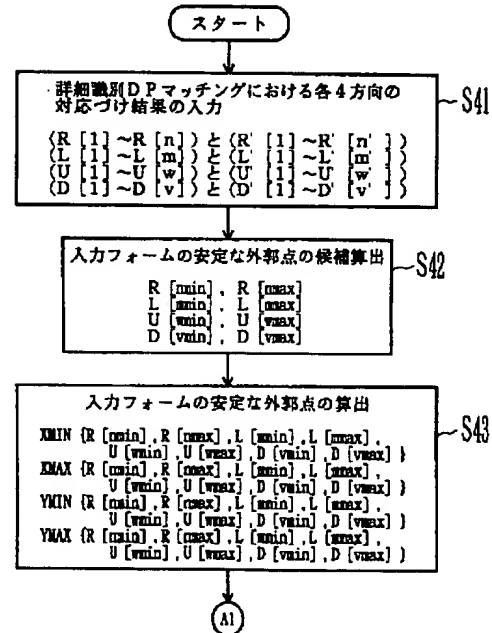 スタート
・詳細識別DPマッチングにおける各4方向の
対応づけ結果の入力
(R [1]~R [n])と(R' [1]~R' [n'])
(L [1]~L [m])と(L' [1]~L' [m'])
(U [1]~U [w])と(U' [1]~U' [w'])
(D [1]~D [v])と(D' [1]~D' [v'])
S41
入力フォームの安定な外郭点の候補算出
R [nmin], R [nmax]
L [mmin], L [mmax]
U [wmin], U [wmax]
D [vmin], D [vmax]
S42
入力フォームの安定な外郭点の算出
XMIN {R [nmin],R [nmax],L [mmin],L [mmax],
U [wmin],U [wmax],D [vmin],D [vmax]}
XMAX {R [nmin],R [nmax],L [mmin],L [mmax],
U [wmin],U [wmax],D [vmin],D [vmax]}
YMIN {R [nmin],R [nmax],L [mmin],L [mmax],
U [wmin],U [wmax],D [vmin],D [vmax]}
YMAX {R [nmin],R [nmax],L [mmin],L [mmax],
U [wmin],U [wmax],D [vmin],D [vmax]}
S43
A1